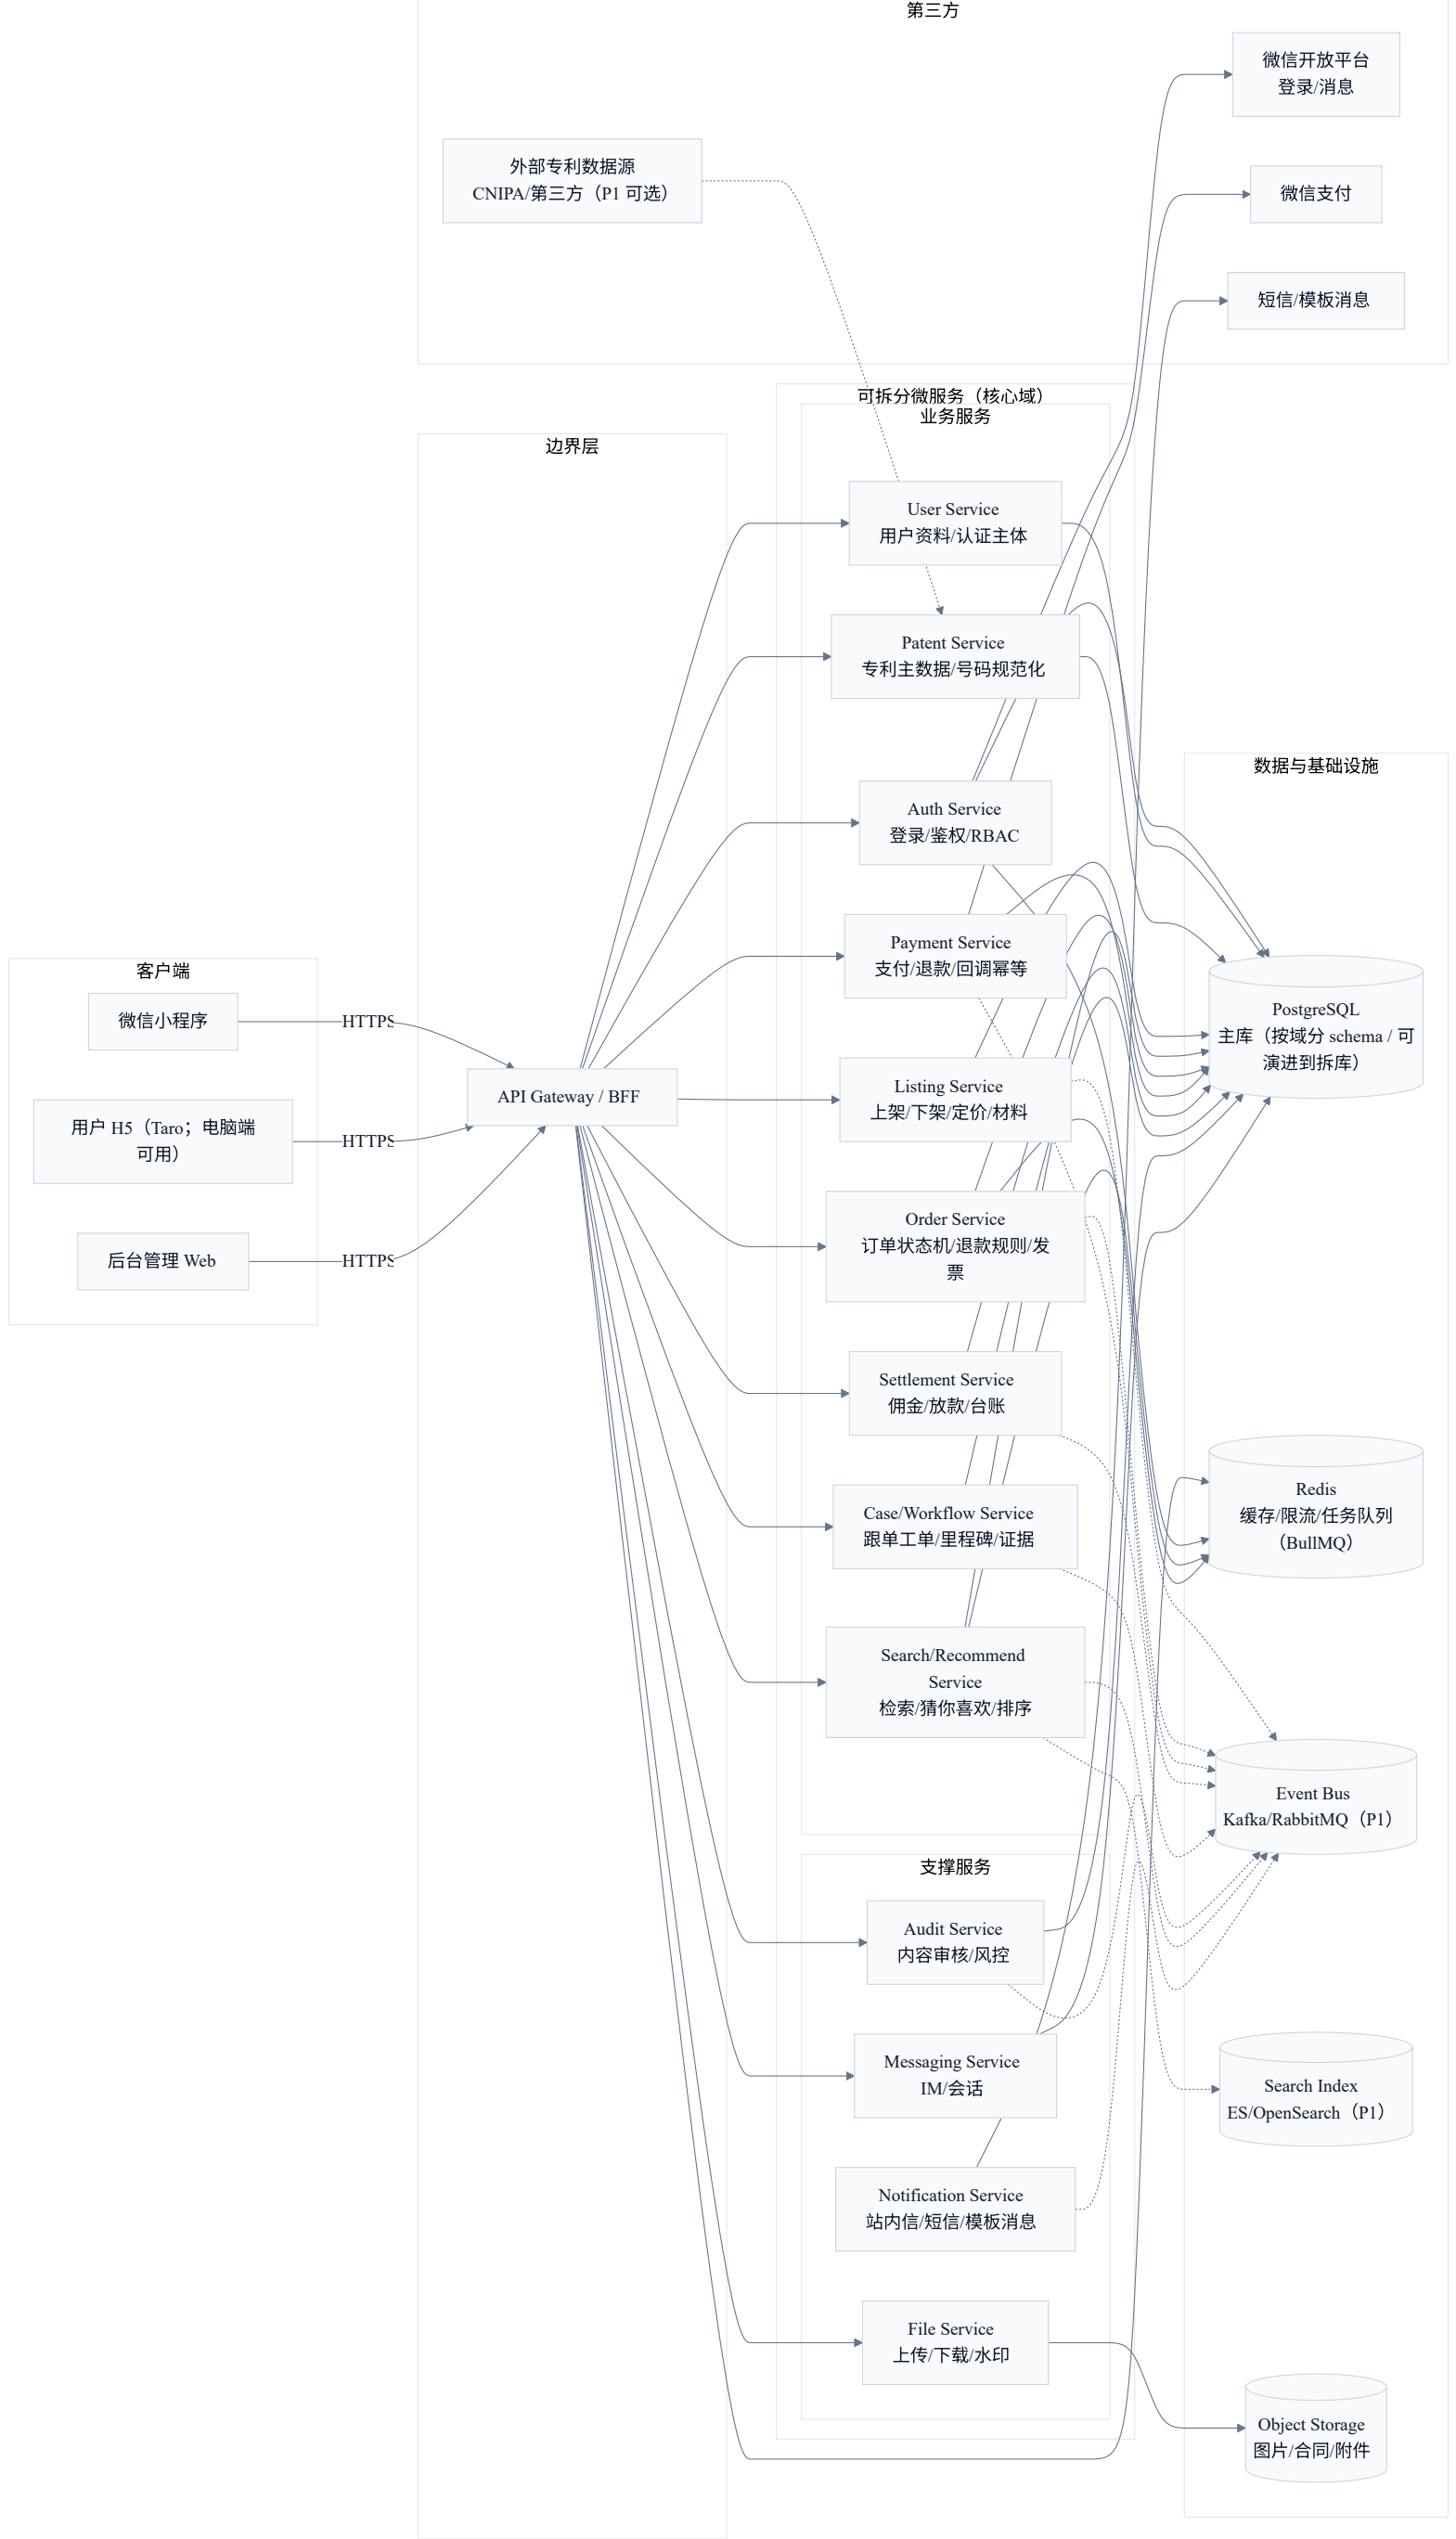 第三方
微信开放平台
登录/消息
外部专利数据源
CNIPA/第三方（P1 可选）
微信支付
短信/模板消息
可拆分微服务（核心域）
业务服务
边界层
User Service
用户资料/认证主体
Patent Service
专利主数据/号码规范化
数据与基础设施
Auth Service
登录/鉴权/RBAC
Payment Service
支付/退款/回调幂等
客户端
微信小程序
HTTPS
用户 H5（Taro；电脑端
可用）
HTTPS
后台管理 Web
HTTPS
API Gateway / BFF
PostgreSQL
主库（按域分 schema / 可
演进到拆库）
Listing Service
上架/下架/定价/材料
Order Service
订单状态机/退款规则/发
票
Settlement Service
佣金/放款/台账
Redis
缓存/限流/任务队列
（BullMQ）
Case/Workflow Service
跟单工单/里程碑/证据
Search/Recommend
Service
检索/猜你喜欢/排序
Event Bus
Kafka/RabbitMQ（P1）
支撑服务
Audit Service
内容审核/风控
Messaging Service
IM/会话
Search Index
ES/OpenSearch（P1）
Notification Service
站内信/短信/模板消息
File Service
上传/下载/水印
Object Storage
图片/合同/附件